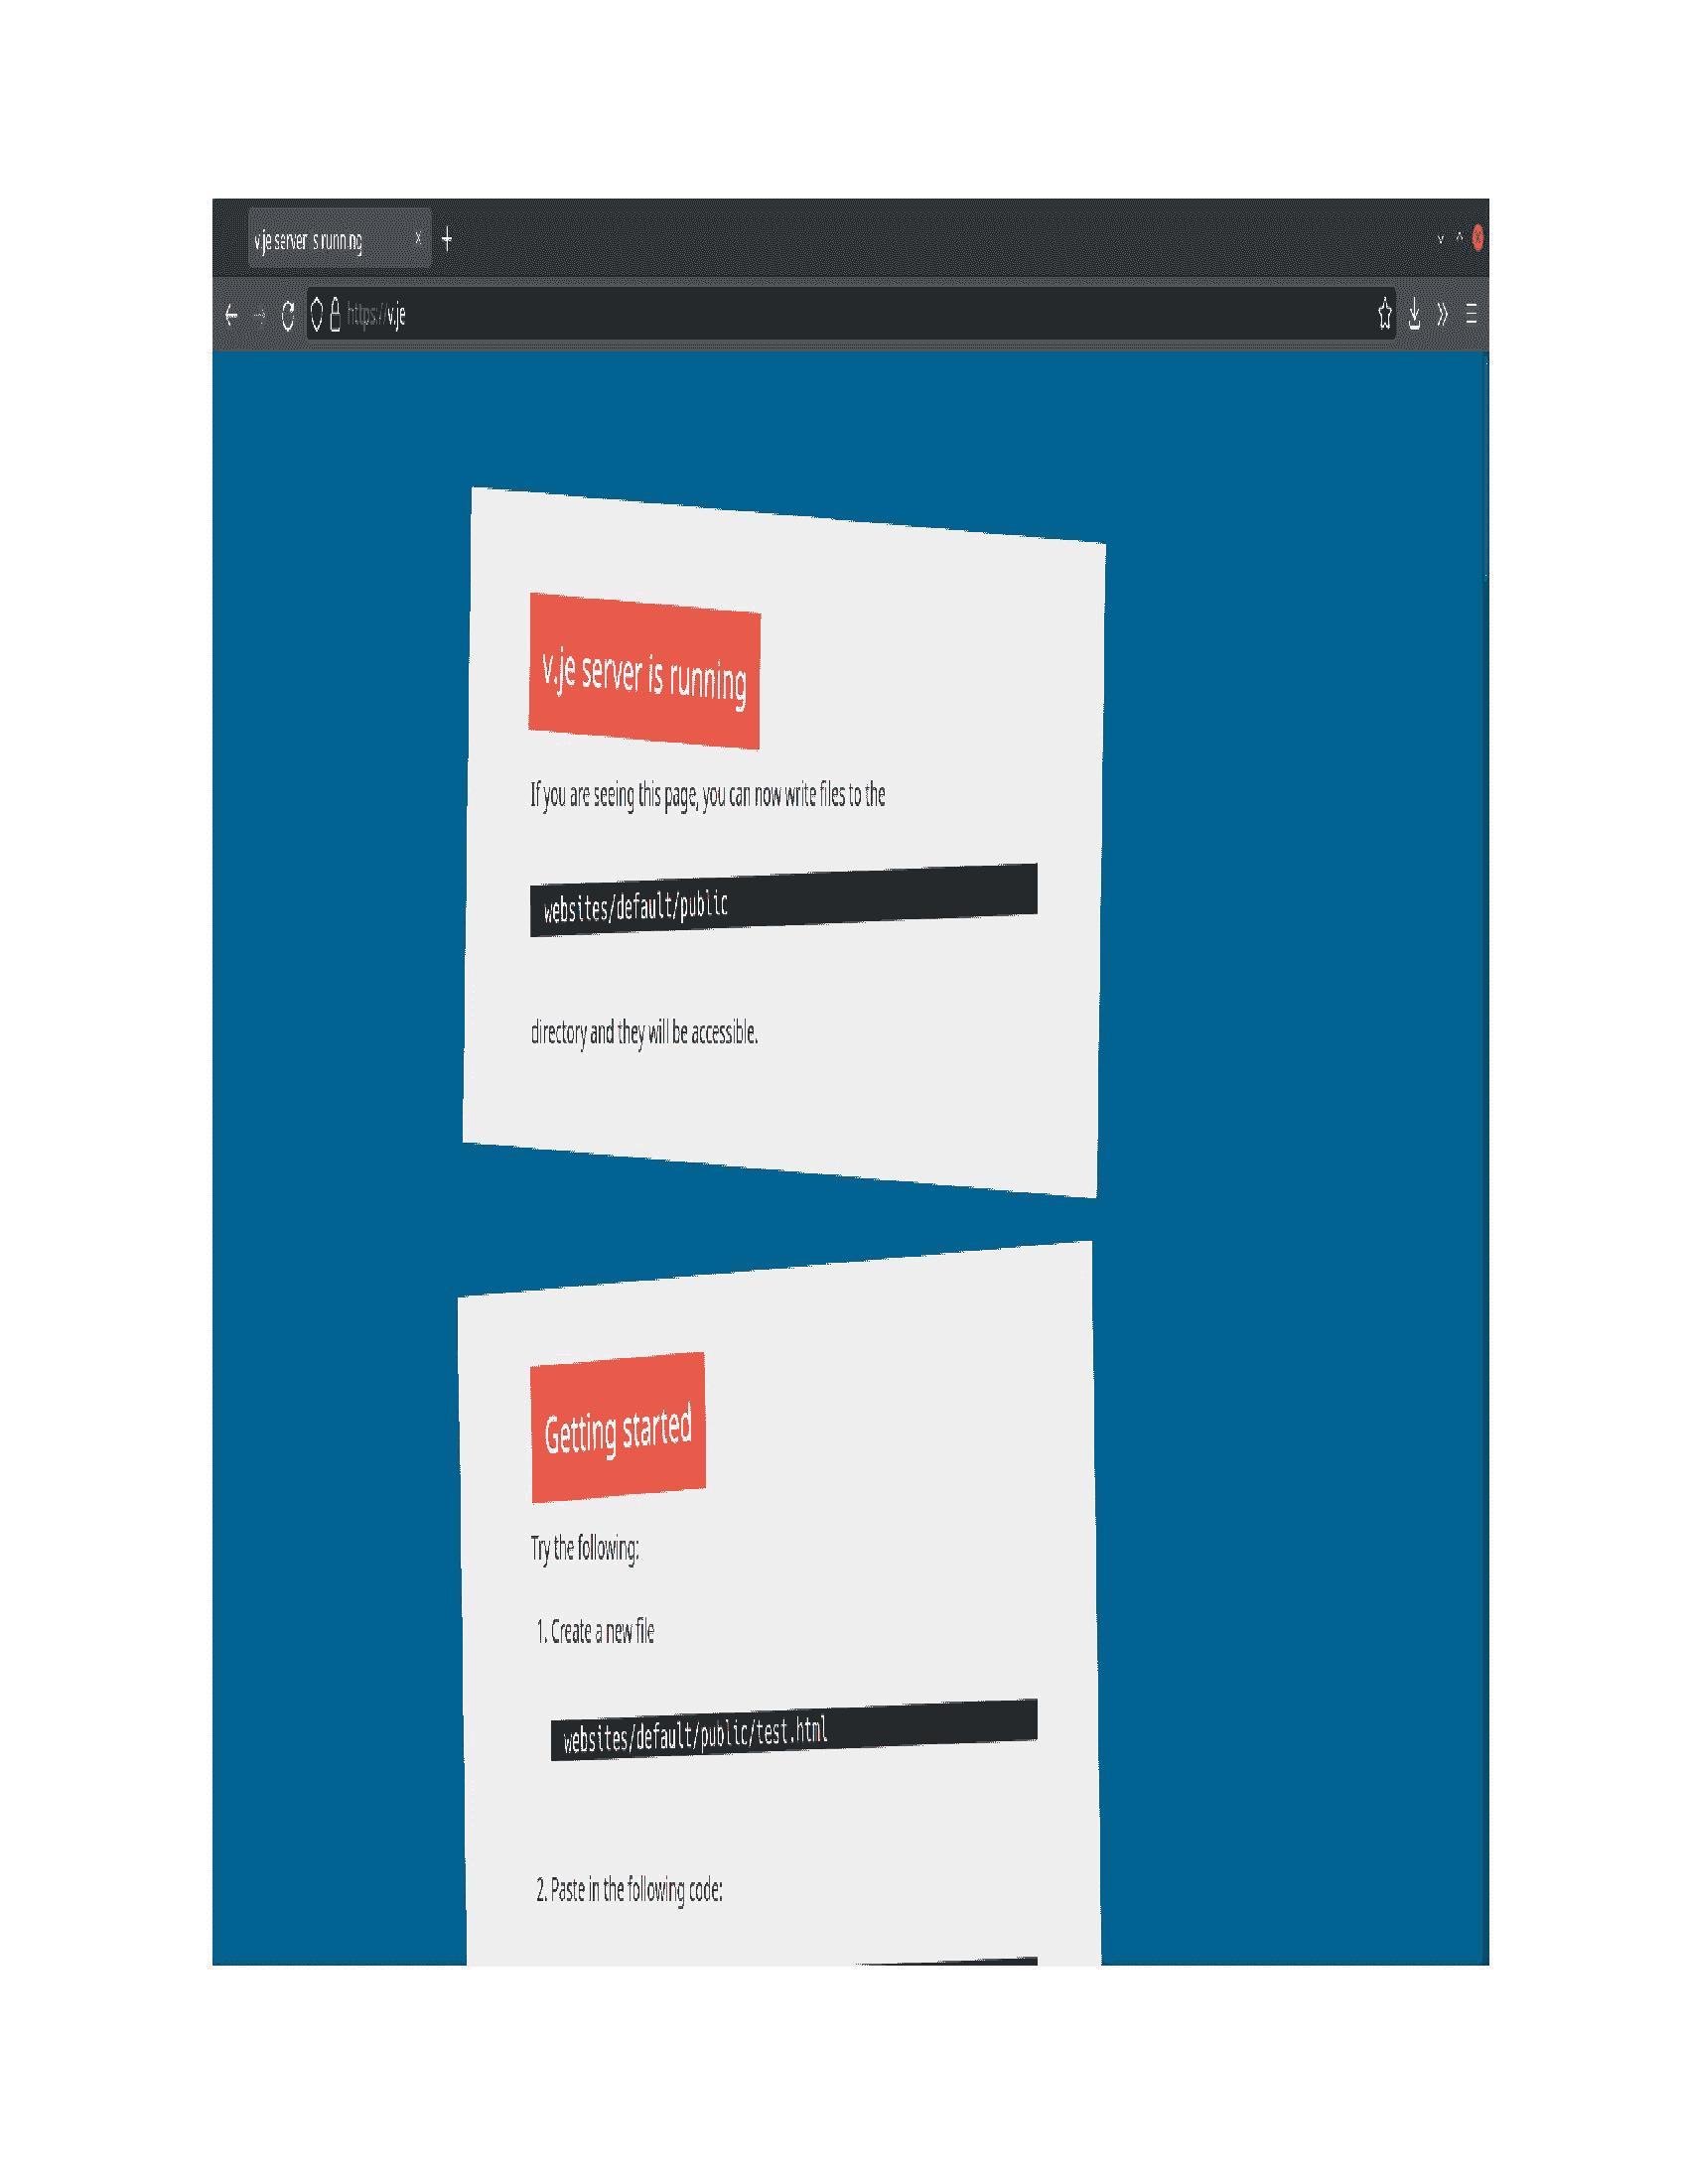 v.je server is running
https://v.je
v.je server is running
If you are seeing this page, you can now write files to the
websites/default/public
directory and they will be accessible.
Getting started
Try the following:
1. Create a new file
websites/default/public/test.html
2. Paste in the following code: